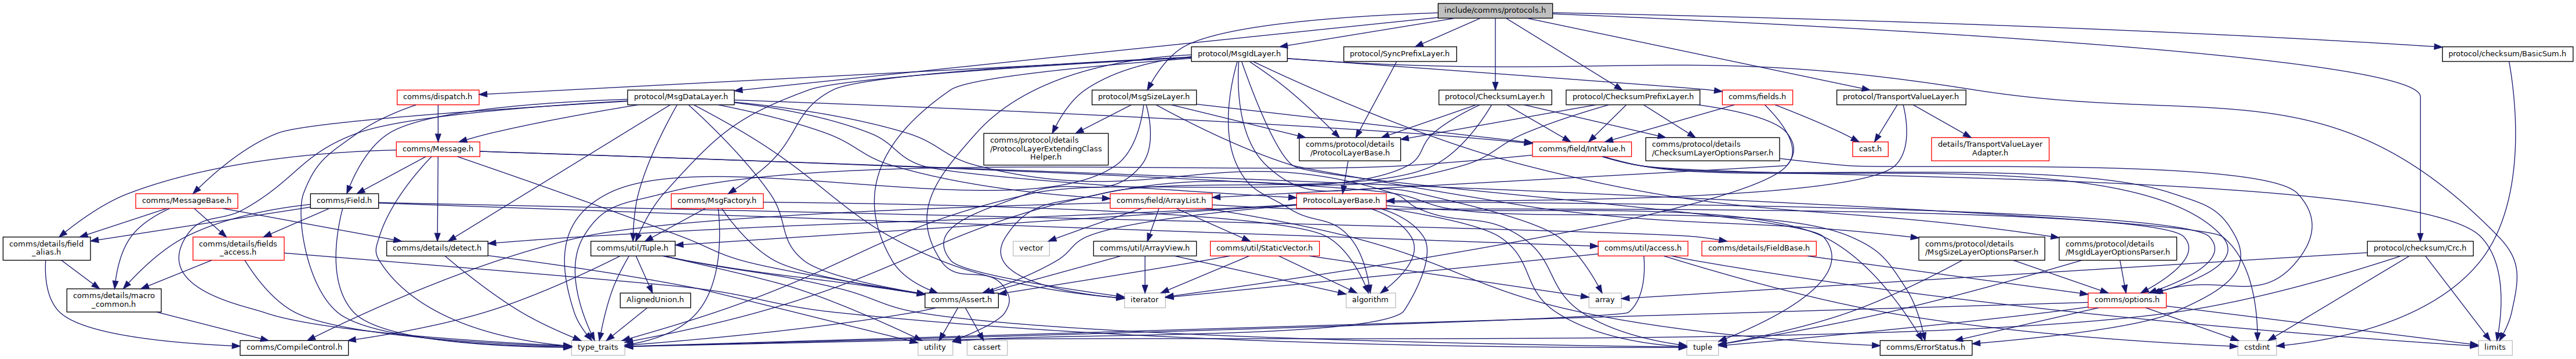 include/comms/protocols.h
protocol/MsgIdLayer.h
protocol/SyncPrefixLayer.h
protocol/checksum/BasicSum.h
comms/dispatch.h
protocol/MsgDataLayer.h
protocol/MsgSizeLayer.h
protocol/ChecksumLayer.h
protocol/ChecksumPrefixLayer.h
comms/fields.h
protocol/TransportValueLayer.h
comms/Message.h
comms/protocol/details
/ProtocolLayerExtendingClass
Helper.h
comms/protocol/details
/ProtocolLayerBase.h
comms/field/IntValue.h
comms/protocol/details
/ChecksumLayerOptionsParser.h
cast.h
details/TransportValueLayer
Adapter.h
comms/MessageBase.h
comms/Field.h
comms/MsgFactory.h
comms/field/ArrayList.h
ProtocolLayerBase.h
comms/details/field
_alias.h
comms/details/fields
_access.h
comms/details/detect.h
comms/util/Tuple.h
vector
comms/util/ArrayView.h
comms/util/StaticVector.h
comms/util/access.h
comms/details/FieldBase.h
comms/protocol/details
/MsgSizeLayerOptionsParser.h
comms/protocol/details
/MsgIdLayerOptionsParser.h
protocol/checksum/Crc.h
comms/details/macro
_common.h
AlignedUnion.h
comms/Assert.h
iterator
algorithm
array
comms/options.h
comms/CompileControl.h
type_traits
utility
cassert
tuple
comms/ErrorStatus.h
cstdint
limits